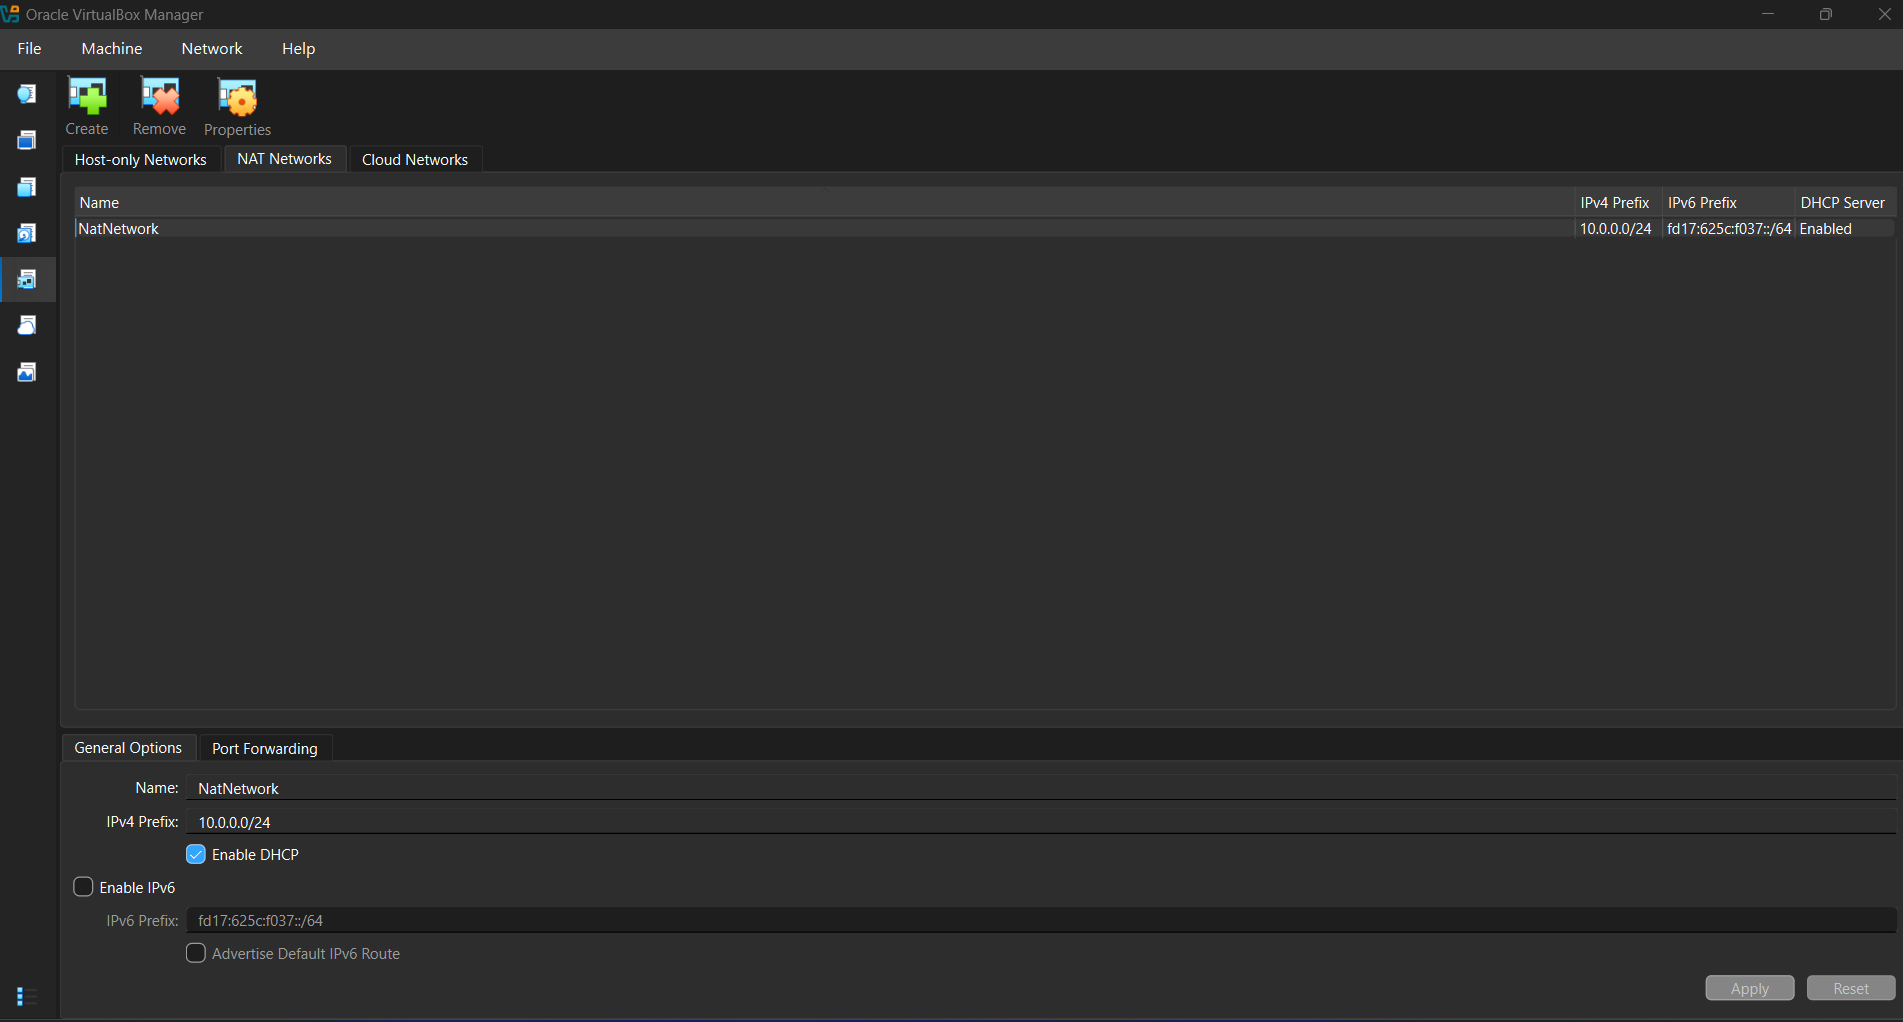 Oracle VirtualBox Manager
File Machine Network Help
Create Remove Properties
Host-only Networks NAT Networks Cloud Networks
Name IPv4 Prefix IPv6 Prefix DHCP Server
NatNetwork 10.0.0.0/24 fd17:625c:f037::/64 Enabled
General Options Port Forwarding
Name: NatNetwork
IPv4 Prefix: 10.0.0.0/24
Enable DHCP
Enable IPv6
IPv6 Prefix: fd17:625c:f037::/64
Advertise Default IPv6 Route
Apply Reset